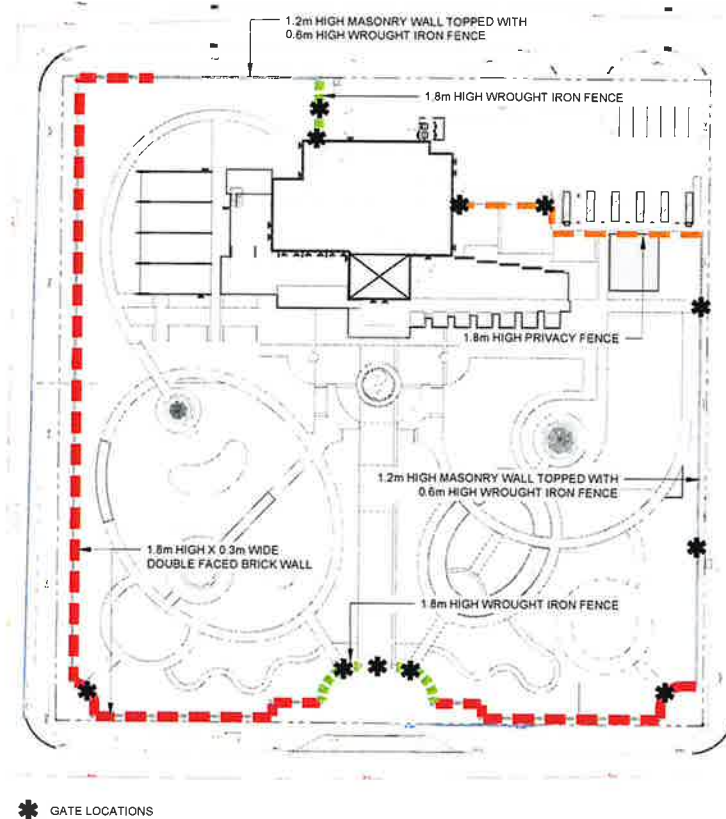 1.2m HIGH MASONRY WALL TOPPED WITH
0.6m HIGH WROUGHT IRON FENCE
1.8m HIGH WROUGHT IRON FENCE
1.8m HIGH PRIVACY FENCE
1.2m HIGH MASONRY WALL TOPPED WITH
0.6m HIGH WROUGHT IRON FENCE
1.8m HIGH X 0.3m WIDE
DOUBLE FACED BRICK WALL
1.8m HIGH WROUGHT IRON FENCE
GATE LOCATIONS